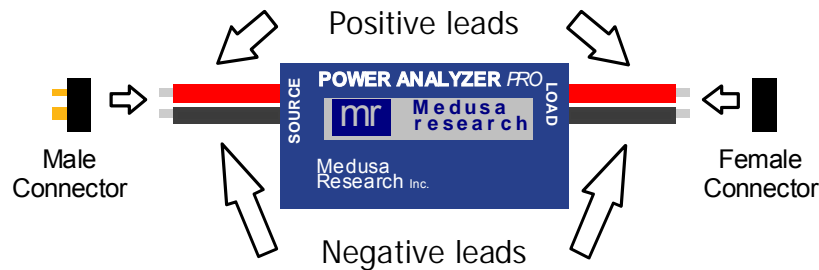 Positive leads
POWER ANALYZER PRO
SOURCE
LOAD
mr
Medusa
research
Medusa
Research Inc.
Male
Connector
Female
Connector
Negative leads